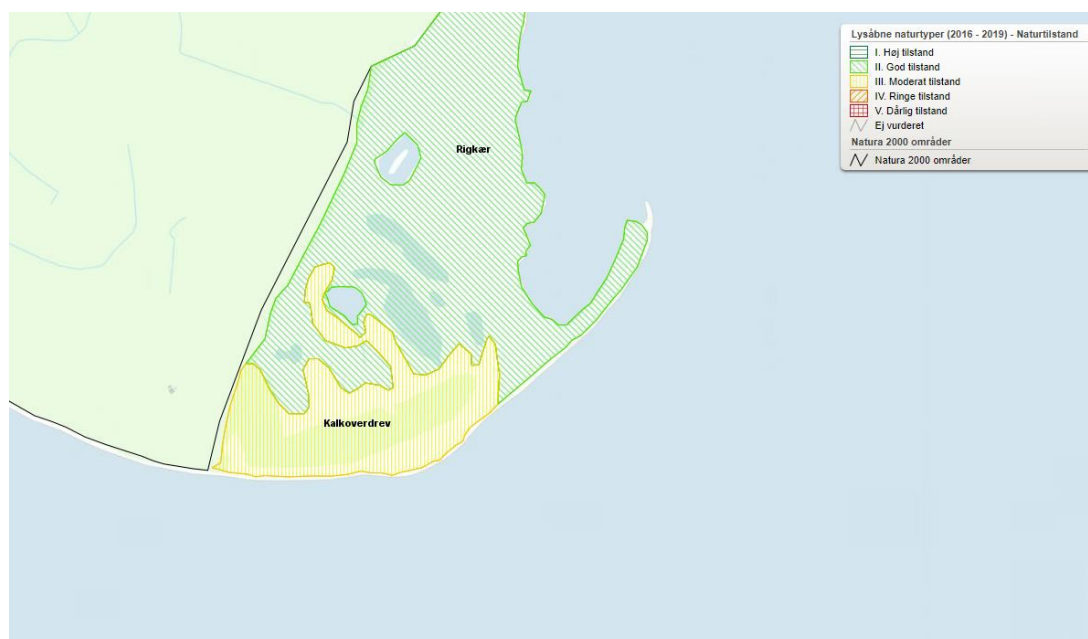 Lysåbne naturtyper (2016 - 2019) - Naturtilstand
I. Høj tilstand
II. God tilstand
III. Moderat tilstand
IV. Ringe tilstand
V. Dårlig tilstand
Ej vurderet
Natura 2000 områder
Natura 2000 områder
Rigkær
Kalkoverdrev